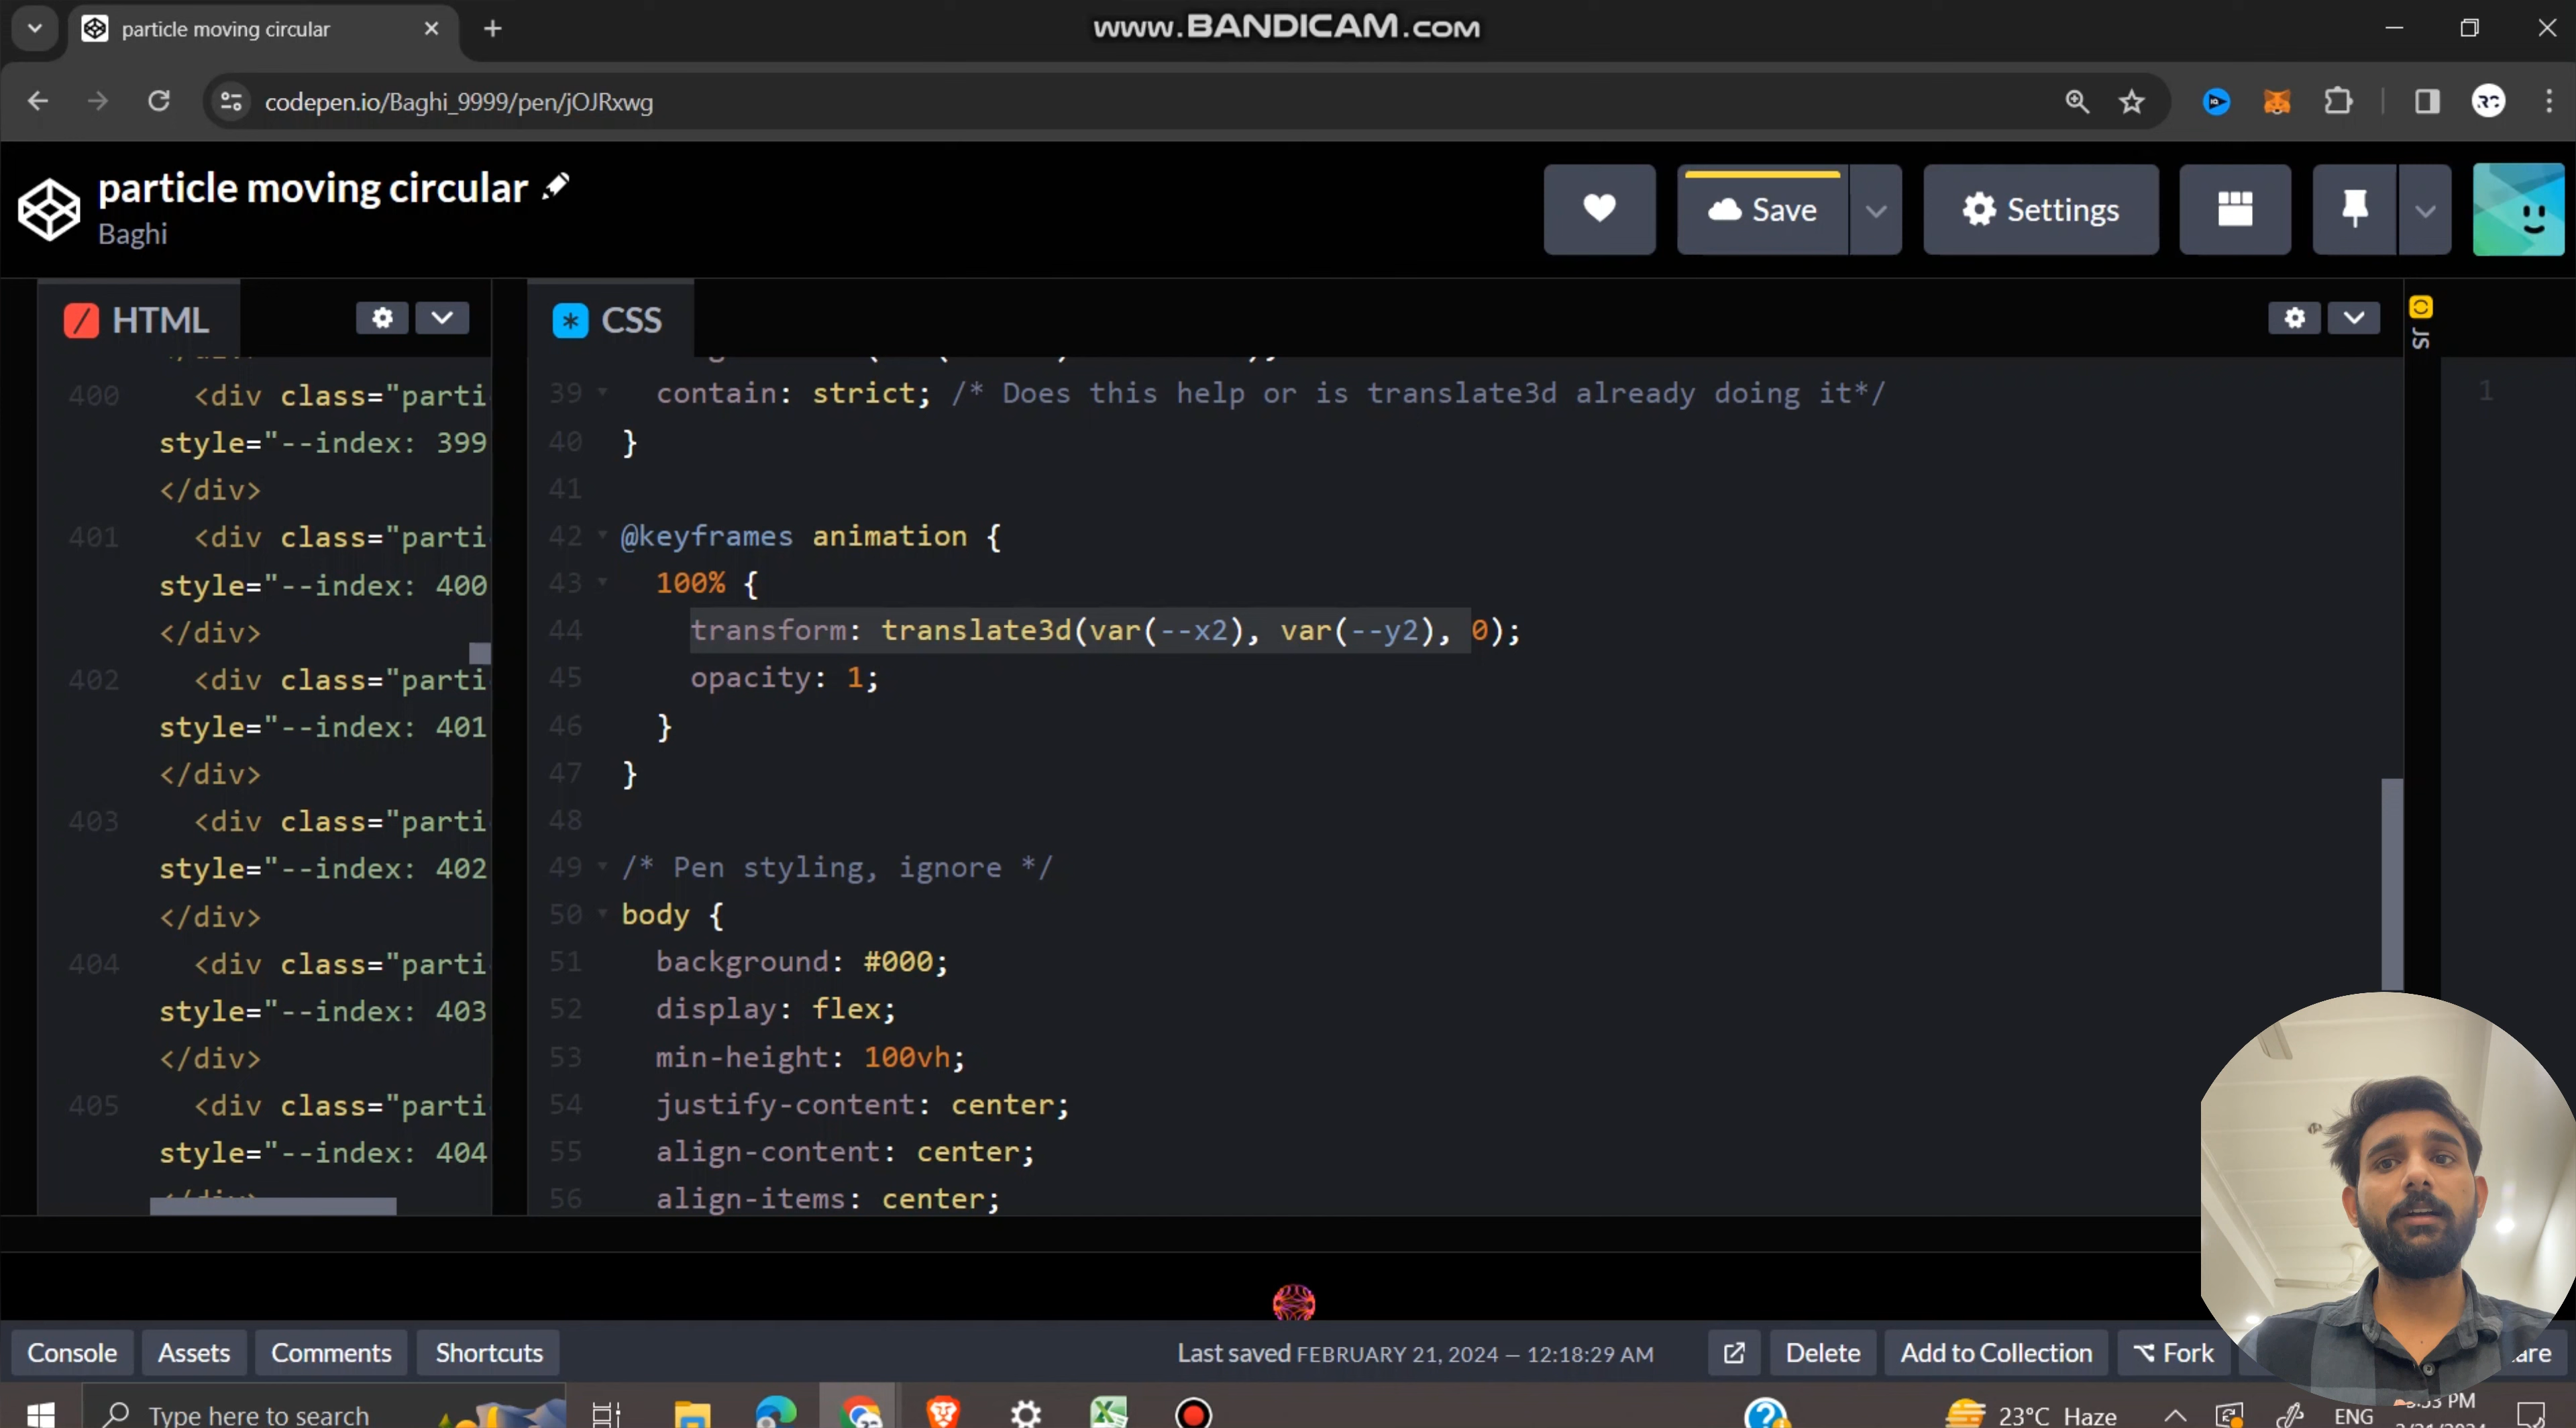 particle moving circular
www.BANDICAM.com
codepen.io/Baghi_9999/pen/jOJRxwg
particle moving circular
Baghi
Save
Settings
HTML
</div>
400 <div class="parti
style="--index: 399
</div>
401 <div class="parti
style="--index: 400
</div>
402 <div class="parti
style="--index: 401
</div>
403 <div class="parti
style="--index: 402
</div>
404 <div class="parti
style="--index: 403
</div>
405 <div class="parti
style="--index: 404
</div>
CSS
39 contain: strict; /* Does this help or is translate3d already doing it*/
40 }
41
42 @keyframes animation {
43 100% {
44 transform: translate3d(var(--x2), var(--y2), 0);
45 opacity: 1;
46 }
47 }
48
49 /* Pen styling, ignore */
50 body {
51 background: #000;
52 display: flex;
53 min-height: 100vh;
54 justify-content: center;
55 align-content: center;
56 align-items: center;
JS
1
Console Assets Comments Shortcuts
Last saved FEBRUARY 21, 2024 — 12:18:29 AM
Delete Add to Collection Fork
Type here to search
23°C Haze
ENG